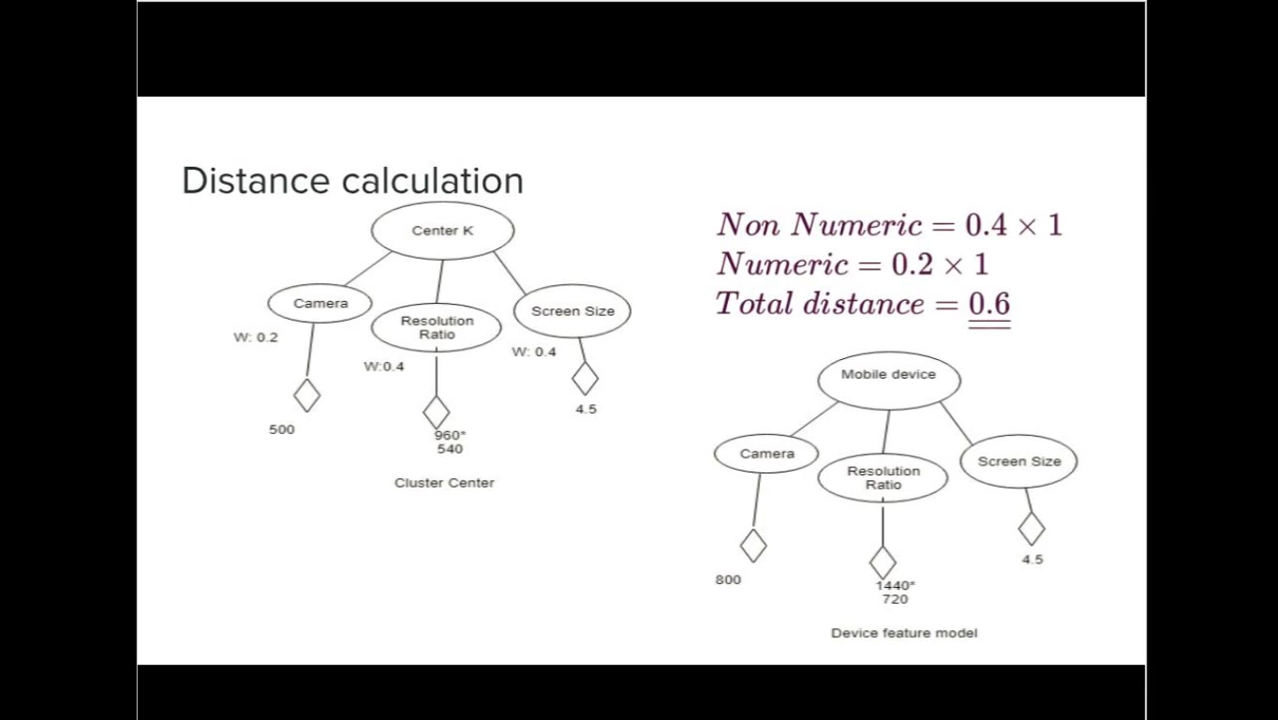 Distance calculation
Center K
Camera
Resolution
Ratio
Screen Size
W: 0.2
W:0.4
W: 0.4
500
960*
540
4.5
Cluster Center
Non Numeric = 0.4 × 1
Numeric = 0.2 × 1
Total distance = 0.6
Mobile device
Camera
Resolution
Ratio
Screen Size
800
1440*
720
4.5
Device feature model